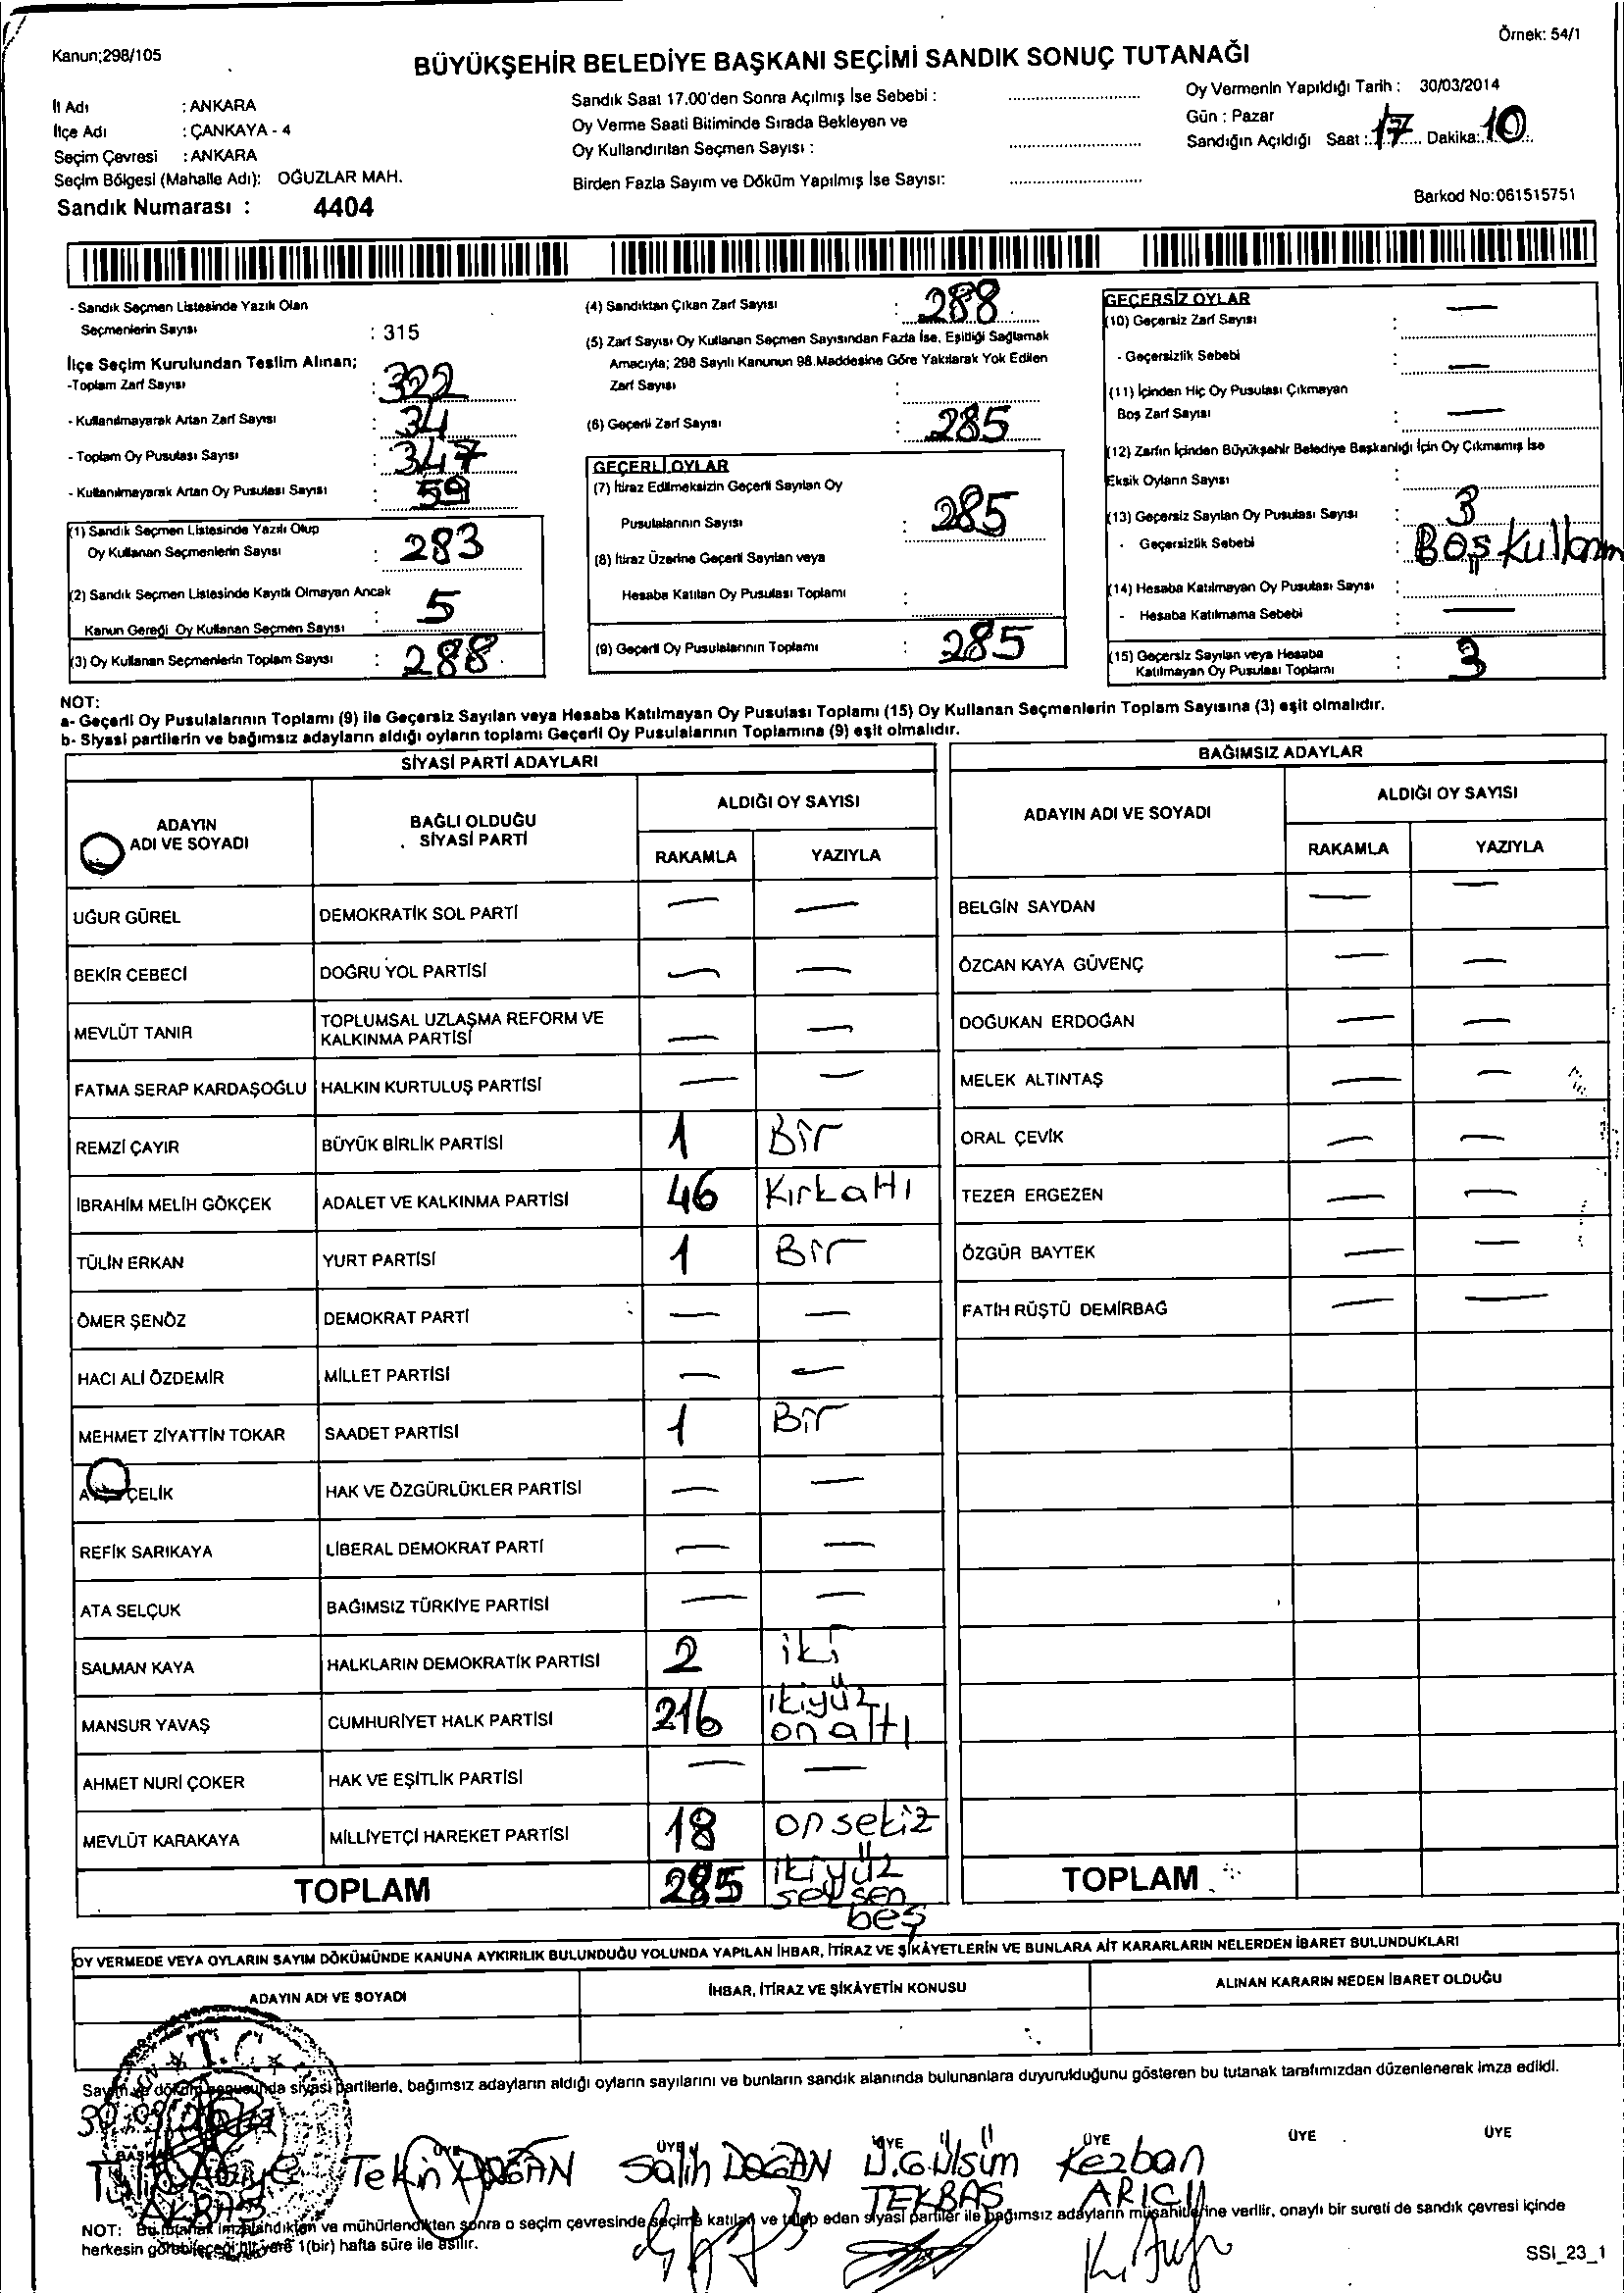 Örnek: 54/1
Kanun;298/105
BÜYÜKŞEHİR BELEDİYE BAŞKANI SEÇİMİ SANDIK SONUÇ TUTANAĞI
İl Adı : ANKARA
İlçe Adı : ÇANKAYA - 4
Seçim Çevresi : ANKARA
Seçim Bölgesi (Mahalle Adı): OĞUZLAR MAH.
Sandık Numarası : 4404
Sandık Saat 17.00'den Sonra Açılmış İse Sebebi :
Oy Verme Saati Bitiminde Sırada Bekleyen ve
Oy Kullandırılan Seçmen Sayısı :
Birden Fazla Sayım ve Döküm Yapılmış İse Sayısı:
Oy Vermenin Yapıldığı Tarih : 30/03/2014
Gün : Pazar
Sandığın Açıldığı Saat : 17 Dakika: 10
Barkod No:061515751
- Sandık Seçmen Listesinde Yazılı Olan
Seçmenlerin Sayısı : 315
İlçe Seçim Kurulundan Teslim Alınan;
-Toplam Zarf Sayısı : 322
- Kullanılmayarak Artan Zarf Sayısı : 34
- Toplam Oy Pusulası Sayısı : 347
- Kullanılmayarak Artan Oy Pusulası Sayısı : 59
(1) Sandık Seçmen Listesinde Yazılı Olup
Oy Kullanan Seçmenlerin Sayısı : 283
(2) Sandık Seçmen Listesinde Kayıtlı Olmayan Ancak
Kanun Gereği Oy Kullanan Seçmen Sayısı : 5
(3) Oy Kullanan Seçmenlerin Toplam Sayısı : 288
(4) Sandıktan Çıkan Zarf Sayısı : 288
(5) Zarf Sayısı Oy Kullanan Seçmen Sayısından Fazla İse, Eşitliği Sağlamak
Amacıyla; 298 Sayılı Kanunun 98.Maddesine Göre Yakılarak Yok Edilen
Zarf Sayısı :
(6) Geçerli Zarf Sayısı : 285
GEÇERLİ OYLAR
(7) İtiraz Edilmeksizin Geçerli Sayılan Oy
Pusulalarının Sayısı : 285
(8) İtiraz Üzerine Geçerli Sayılan veya
Hesaba Katılan Oy Pusulası Toplamı :
(9) Geçerli Oy Pusulalarının Toplamı : 285
GEÇERSİZ OYLAR
(10) Geçersiz Zarf Sayısı : —
- Geçersizlik Sebebi : —
(11) İçinden Hiç Oy Pusulası Çıkmayan
Boş Zarf Sayısı : —
(12) Zarfın İçinden Büyükşehir Belediye Başkanlığı İçin Oy Çıkmamış İse
Eksik Oyların Sayısı :
(13) Geçersiz Sayılan Oy Pusulası Sayısı : 3
- Geçersizlik Sebebi : Boş
(14) Hesaba Katılmayan Oy Pusulası Sayısı :
- Hesaba Katılmama Sebebi : —
(15) Geçersiz Sayılan veya Hesaba
Katılmayan Oy Pusulası Toplamı : 3
NOT:
a- Geçerli Oy Pusulalarının Toplamı (9) ile Geçersiz Sayılan veya Hesaba Katılmayan Oy Pusulası Toplamı (15) Oy Kullanan Seçmenlerin Toplam Sayısına (3) eşit olmalıdır.
b- Siyasi partilerin ve bağımsız adayların aldığı oyların toplamı Geçerli Oy Pusulalarının Toplamına (9) eşit olmalıdır.
SİYASİ PARTİ ADAYLARI
ADAYIN
ADI VE SOYADI
BAĞLI OLDUĞU
SİYASİ PARTİ
ALDIĞI OY SAYISI
RAKAMLA YAZIYLA
UĞUR GÜREL DEMOKRATİK SOL PARTİ — —
BEKİR CEBECİ DOĞRU YOL PARTİSİ — —
MEVLÜT TANIR TOPLUMSAL UZLAŞMA REFORM VE
KALKINMA PARTİSİ — —
FATMA SERAP KARDAŞOĞLU HALKIN KURTULUŞ PARTİSİ — —
REMZİ ÇAYIR BÜYÜK BİRLİK PARTİSİ 1 Bir
İBRAHİM MELİH GÖKÇEK ADALET VE KALKINMA PARTİSİ 46 Kırkaltı
TÜLİN ERKAN YURT PARTİSİ 1 Bir
ÖMER ŞENÖZ DEMOKRAT PARTİ — —
HACI ALİ ÖZDEMİR MİLLET PARTİSİ — —
MEHMET ZİYATTİN TOKAR SAADET PARTİSİ 1 Bir
ÇELİK HAK VE ÖZGÜRLÜKLER PARTİSİ — —
REFİK SARIKAYA LİBERAL DEMOKRAT PARTİ — —
ATA SELÇUK BAĞIMSIZ TÜRKİYE PARTİSİ — —
SALMAN KAYA HALKLARIN DEMOKRATİK PARTİSİ 2 iki
MANSUR YAVAŞ CUMHURİYET HALK PARTİSİ 216 ikiyüz
onaltı
AHMET NURİ ÇOKER HAK VE EŞİTLİK PARTİSİ — —
MEVLÜT KARAKAYA MİLLİYETÇİ HAREKET PARTİSİ 18 onsekiz
TOPLAM 285 ikiyüz
seksen
beş
BAĞIMSIZ ADAYLAR
ADAYIN ADI VE SOYADI
ALDIĞI OY SAYISI
RAKAMLA YAZIYLA
BELGİN SAYDAN — —
ÖZCAN KAYA GÜVENÇ — —
DOĞUKAN ERDOĞAN — —
MELEK ALTINTAŞ — —
ORAL ÇEVİK — —
TEZER ERGEZEN — —
ÖZGÜR BAYTEK — —
FATİH RÜŞTÜ DEMİRBAĞ — —
TOPLAM
OY VERMEDE VEYA OYLARIN SAYIM DÖKÜMÜNDE KANUNA AYKIRILIK BULUNDUĞU YOLUNDA YAPILAN İHBAR, İTİRAZ VE ŞİKÂYETLERİN VE BUNLARA AİT KARARLARIN NELERDEN İBARET BULUNDUKLARI
ADAYIN ADI VE SOYADI İHBAR, İTİRAZ VE ŞİKÂYETİN KONUSU ALINAN KARARIN NEDEN İBARET OLDUĞU
T.C.
Sayım ve döküm sonucunda siyasi partilerle, bağımsız adayların aldığı oyların sayılarını ve bunların sandık alanında bulunanlara duyurulduğunu gösteren bu tutanak tarafımızdan düzenlenerek imza edildi.
BAŞKAN ÜYE ÜYE ÜYE ÜYE ÜYE ÜYE
Tekin DOĞAN Salih DOĞAN Ü.Gülsüm Kezban
TEKBAŞ ARICI
NOT: Bu tutanak imzalandıktan ve mühürlendikten sonra o seçim çevresinde seçime katılan ve talep eden siyasi partiler ile bağımsız adayların müşahitlerine verilir, onaylı bir sureti de sandık çevresi içinde
herkesin görebileceği bir yere 1(bir) hafta süre ile asılır.
SSI_23_1